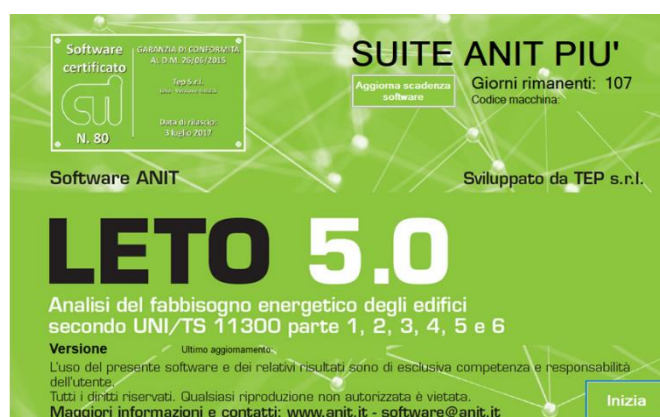 Software
certificato
cti
N. 80
GARANZIA DI CONFORMITÀ
AL D.M. 26/06/2015
Tep S.r.l.
Data di rilascio:
3 luglio 2017
SUITE ANIT PIU'
Aggiorna scadenza
software
Giorni rimanenti: 107
Codice macchina:
Software ANIT
Sviluppato da TEP s.r.l.
LETO 5.0
Analisi del fabbisogno energetico degli edifici
secondo UNI/TS 11300 parte 1, 2, 3, 4, 5 e 6
Versione
Ultimo aggiornamento:
L'uso del presente software e dei relativi risultati sono di esclusiva competenza e responsabilità
dell'utente.
Tutti i diritti riservati. Qualsiasi riproduzione non autorizzata è vietata.
Maggiori informazioni e contatti: www.anit.it - software@anit.it
Inizia